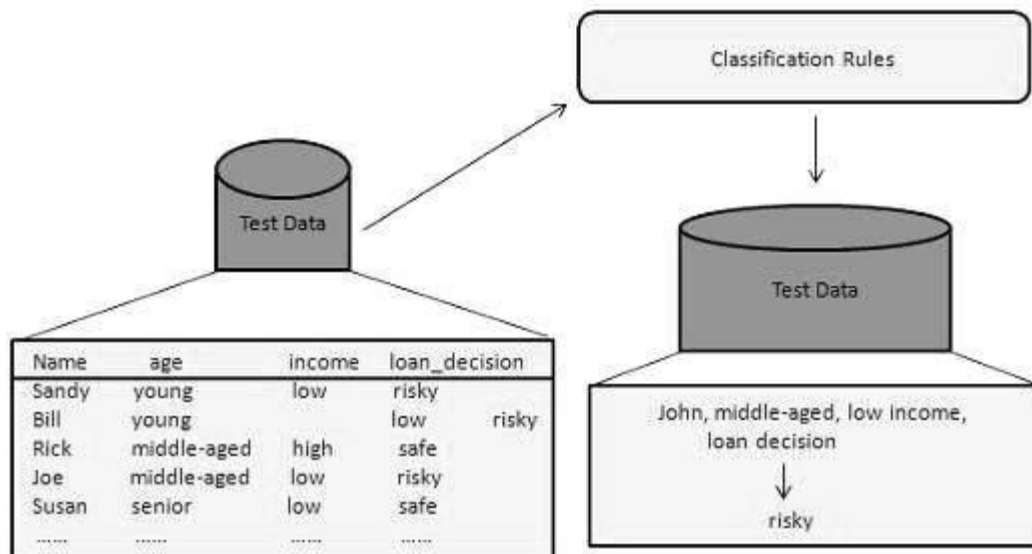 Classification Rules
Test Data
Name age income loan_decision
Sandy young low risky
Bill young low risky
Rick middle-aged high safe
Joe middle-aged low risky
Susan senior low safe
...... ...... ...... ......
Test Data
John, middle-aged, low income,
loan decision
risky